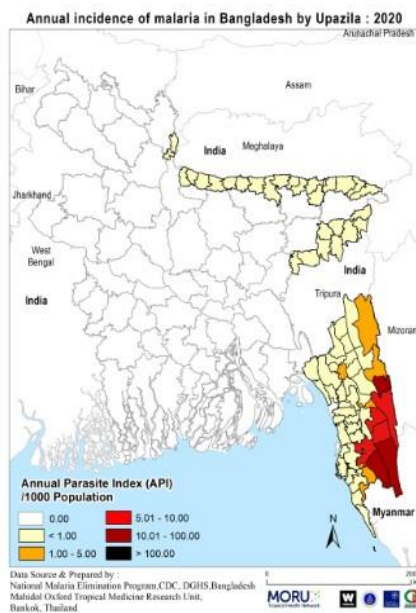 Annual incidence of malaria in Bangladesh by Upazila : 2020
Arunachal Pradesh
Bihar
Assam
India
Meghalaya
Jharkhand
West
Bengal
India
India
Tripura
Mizoram
Annual Parasite Index (API)
/1000 Population
0.00
< 1.00
1.00 - 5.00
5.01 - 10.00
10.01 - 100.00
> 100.00
Myanmar
N
Data Source & Prepared by :
National Malaria Elimination Program,CDC, DGHS,Bangladesh
Mahidol Oxford Tropical Medicine Research Unit,
Bankok, Thailand
0
200
MORU